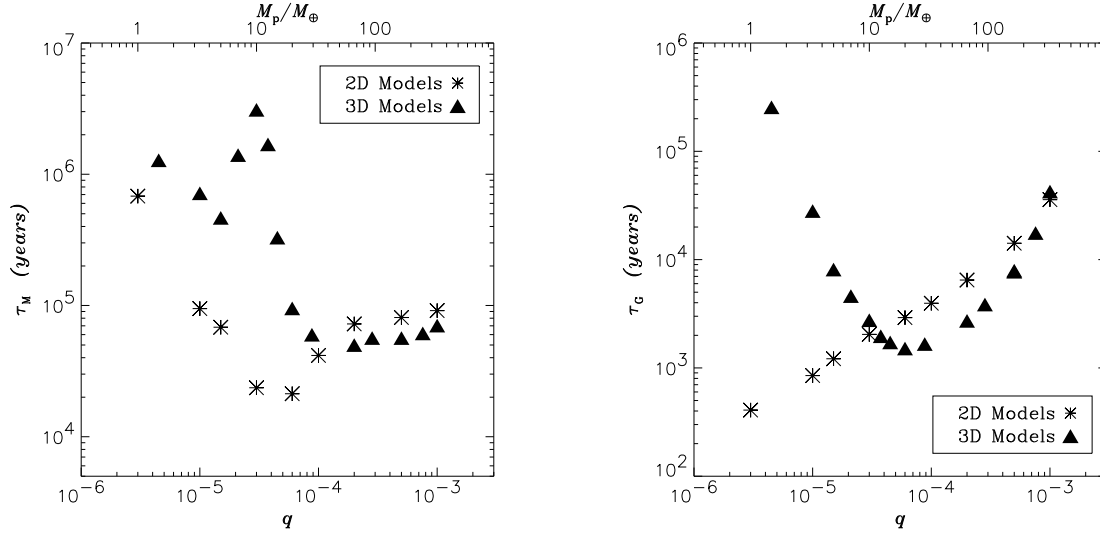 M_p/M_⊕
1 10 100
10^7
10^6
10^5
10^4
τ_M (years)
2D Models
3D Models
10^-6 10^-5 10^-4 10^-3
q
M_p/M_⊕
1 10 100
10^6
10^5
10^4
10^3
10^2
τ_G (years)
2D Models
3D Models
10^-6 10^-5 10^-4 10^-3
q